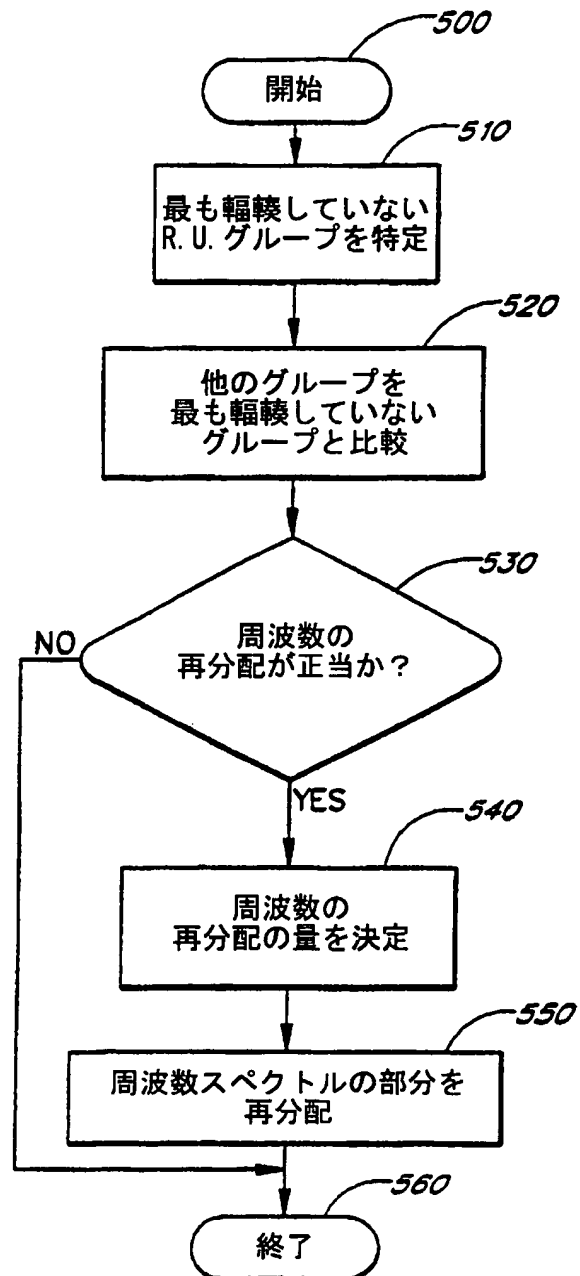 500
開始
510
最も輻輳していない
R.U.グループを特定
520
他のグループを
最も輻輳していない
グループと比較
530
周波数の
再分配が正当か?
NO
YES
540
周波数の
再分配の量を決定
550
周波数スペクトルの部分を
再分配
560
終了